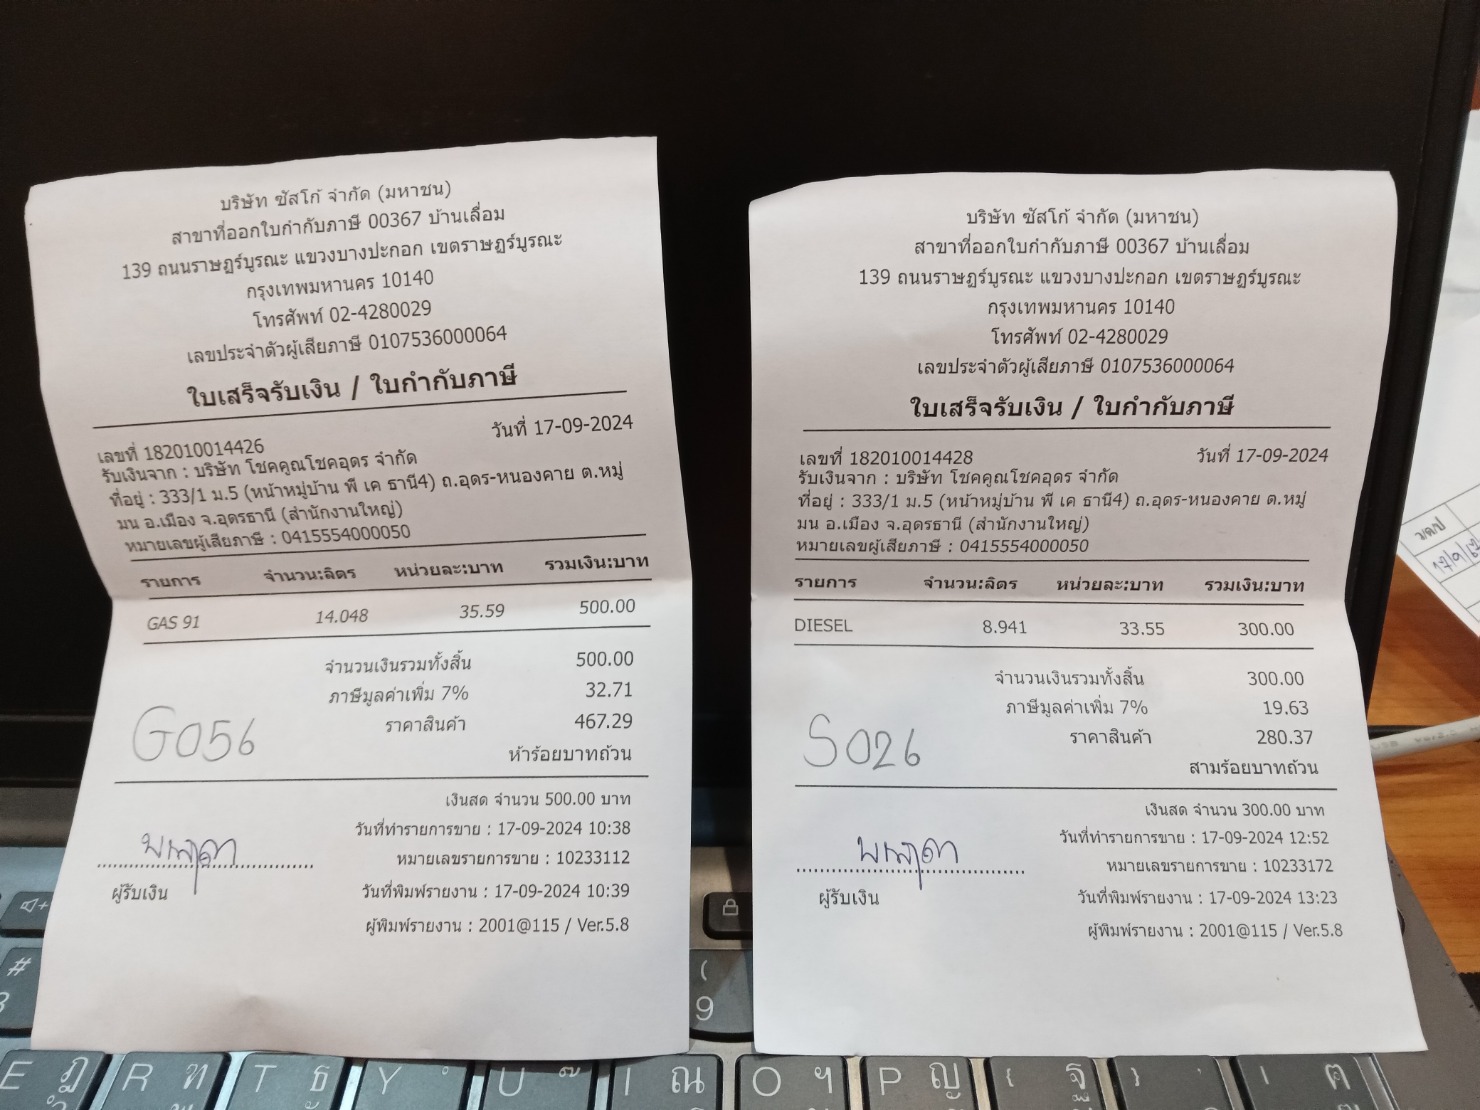 บริษัท ซัสโก้ จำกัด (มหาชน)
สาขาที่ออกใบกำกับภาษี 00367 บ้านเลื่อม
139 ถนนราษฎร์บูรณะ แขวงบางปะกอก เขตราษฎร์บูรณะ
กรุงเทพมหานคร 10140
โทรศัพท์ 02-4280029
เลขประจำตัวผู้เสียภาษี 0107536000064
ใบเสร็จรับเงิน / ใบกำกับภาษี
วันที่ 17-09-2024
เลขที่ 182010014426
รับเงินจาก : บริษัท โชคคูณโชคอุดร จำกัด
ที่อยู่ : 333/1 ม.5 (หน้าหมู่บ้าน พี เค ธานี4) ถ.อุดร-หนองคาย ต.หมู่
มน อ.เมือง จ.อุดรธานี (สำนักงานใหญ่)
หมายเลขผู้เสียภาษี : 0415554000050
รายการ จำนวน:ลิตร หน่วยละ:บาท รวมเงิน:บาท
GAS 91 14.048 35.59 500.00
จำนวนเงินรวมทั้งสิ้น 500.00
ภาษีมูลค่าเพิ่ม 7% 32.71
ราคาสินค้า 467.29
G056
ห้าร้อยบาทถ้วน
เงินสด จำนวน 500.00 บาท
วันที่ทำรายการขาย : 17-09-2024 10:38
หมายเลขรายการขาย : 10233112
ผู้รับเงิน
วันที่พิมพ์รายงาน : 17-09-2024 10:39
ผู้พิมพ์รายงาน : 2001@115 / Ver.5.8
บริษัท ซัสโก้ จำกัด (มหาชน)
สาขาที่ออกใบกำกับภาษี 00367 บ้านเลื่อม
139 ถนนราษฎร์บูรณะ แขวงบางปะกอก เขตราษฎร์บูรณะ
กรุงเทพมหานคร 10140
โทรศัพท์ 02-4280029
เลขประจำตัวผู้เสียภาษี 0107536000064
ใบเสร็จรับเงิน / ใบกำกับภาษี
เลขที่ 182010014428 วันที่ 17-09-2024
รับเงินจาก : บริษัท โชคคูณโชคอุดร จำกัด
ที่อยู่ : 333/1 ม.5 (หน้าหมู่บ้าน พี เค ธานี4) ถ.อุดร-หนองคาย ต.หมู่
มน อ.เมือง จ.อุดรธานี (สำนักงานใหญ่)
หมายเลขผู้เสียภาษี : 0415554000050
รายการ จำนวน:ลิตร หน่วยละ:บาท รวมเงิน:บาท
DIESEL 8.941 33.55 300.00
จำนวนเงินรวมทั้งสิ้น 300.00
ภาษีมูลค่าเพิ่ม 7% 19.63
ราคาสินค้า 280.37
S026
สามร้อยบาทถ้วน
เงินสด จำนวน 300.00 บาท
วันที่ทำรายการขาย : 17-09-2024 12:52
หมายเลขรายการขาย : 10233172
ผู้รับเงิน
วันที่พิมพ์รายงาน : 17-09-2024 13:23
ผู้พิมพ์รายงาน : 2001@115 / Ver.5.8
ว/ด/ป
#
3
(
9
E ฎ
R ฑ
T ธ
Y
U
I ณ
O ฯ
P ญ
{ ฐ
}